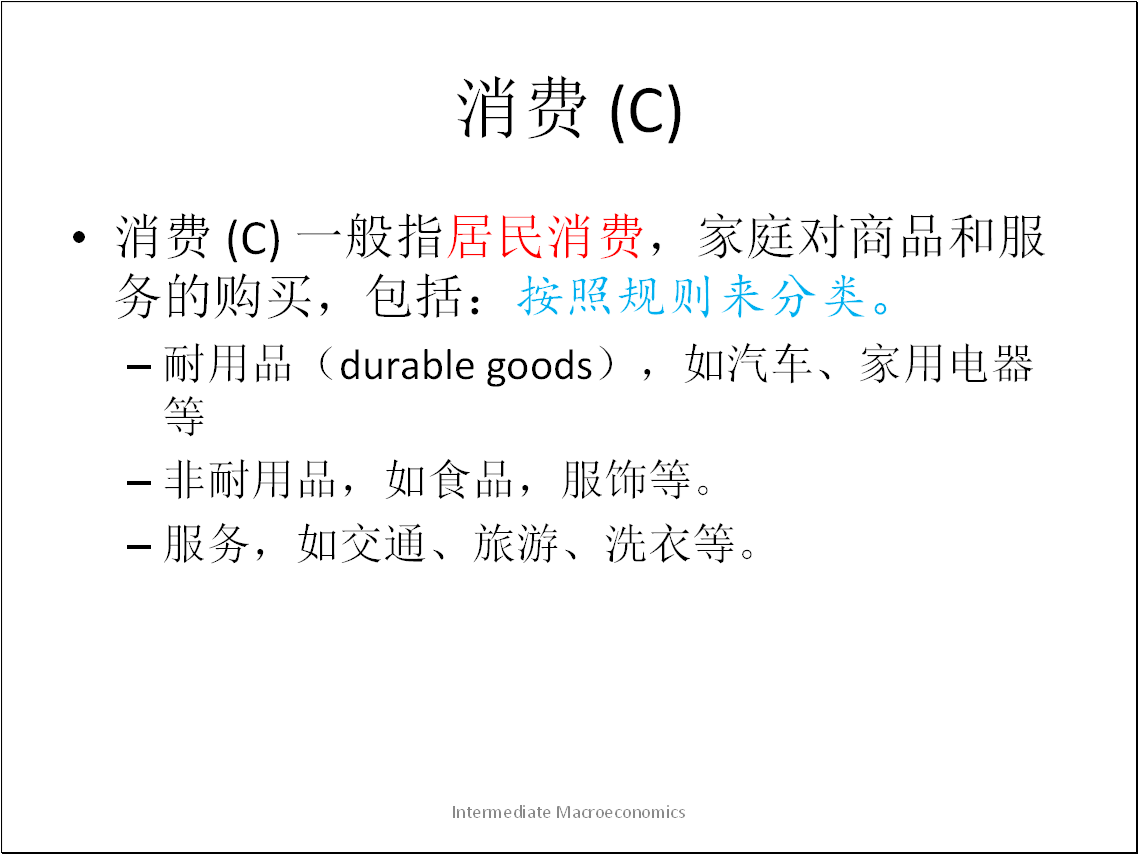 消费 (C)
• 消费 (C) 一般指居民消费，家庭对商品和服
务的购买，包括：按照规则来分类。
– 耐用品（durable goods），如汽车、家用电器
等
– 非耐用品，如食品，服饰等。
– 服务，如交通、旅游、洗衣等。
Intermediate Macroeconomics